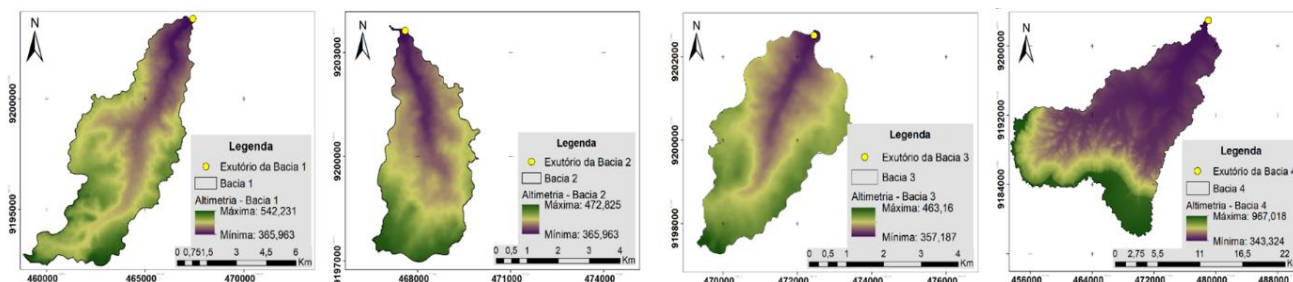 N
9200000
9195000
460000
465000
470000
Legenda
Exutório da Bacia 1
Bacia 1
Altimetria - Bacia 1
Máxima: 542,231
Mínima: 365,963
0 0,75 1,5 3 4,5 6
Km
N
9203000
9200000
9197000
468000
471000
474000
Legenda
Exutório da Bacia 2
Bacia 2
Altimetria - Bacia 2
Máxima: 472,825
Mínima: 365,963
0 0,5 1 2 3 4
Km
N
9202000
9200000
9198000
470000
472000
474000
476000
Legenda
Exutório da Bacia 3
Bacia 3
Altimetria - Bacia 3
Máxima: 463,16
Mínima: 357,187
0 0,5 1 2 3 4
Km
N
9200000
9192000
9184000
456000
464000
472000
480000
488000
Legenda
Exutório da Bacia 4
Bacia 4
Altimetria - Bacia 4
Máxima: 967,018
Mínima: 343,324
0 2,75 5,5 11 16,5 22
Km